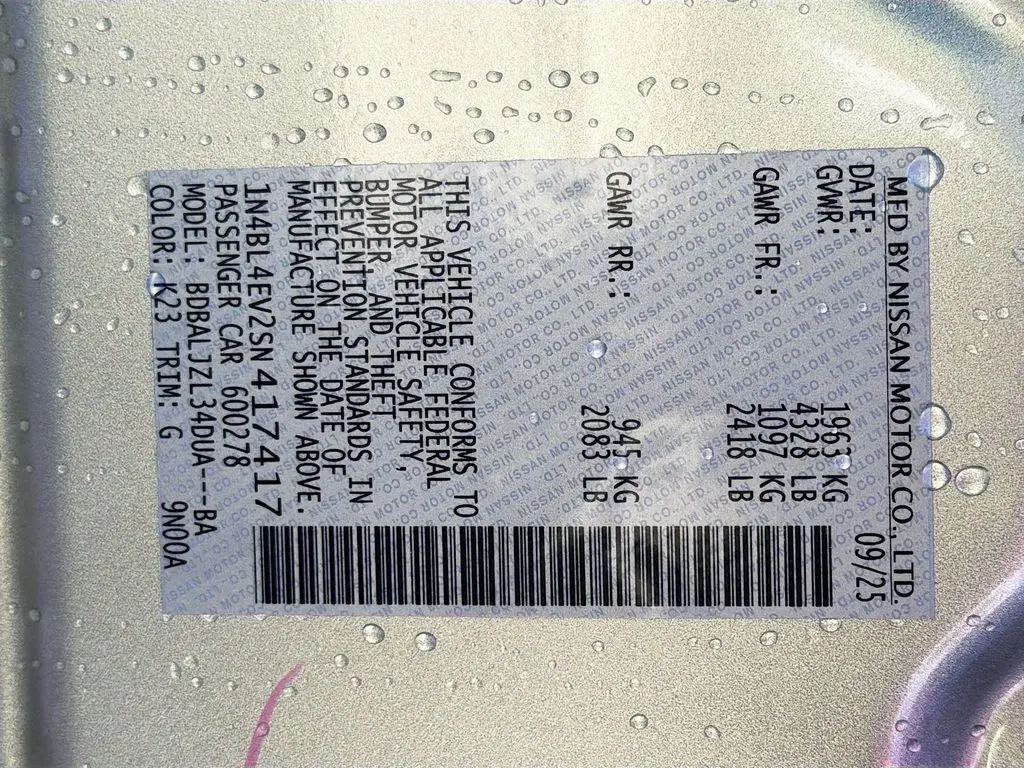 MFD BY NISSAN MOTOR CO., LTD.
DATE: 09/25
GVWR: 1963 KG
4328 LB
GAWR FR.: 1097 KG
2418 LB
GAWR RR.: 945 KG
2083 LB
THIS VEHICLE CONFORMS TO
ALL APPLICABLE FEDERAL
MOTOR VEHICLE SAFETY,
BUMPER, AND THEFT
PREVENTION STANDARDS IN
EFFECT ON THE DATE OF
MANUFACTURE SHOWN ABOVE.
1N4BL4EV2SN417417
PASSENGER CAR 600278
MODEL: BDBALJZL34DUA---BA
COLOR: K23 TRIM: G 9N00A